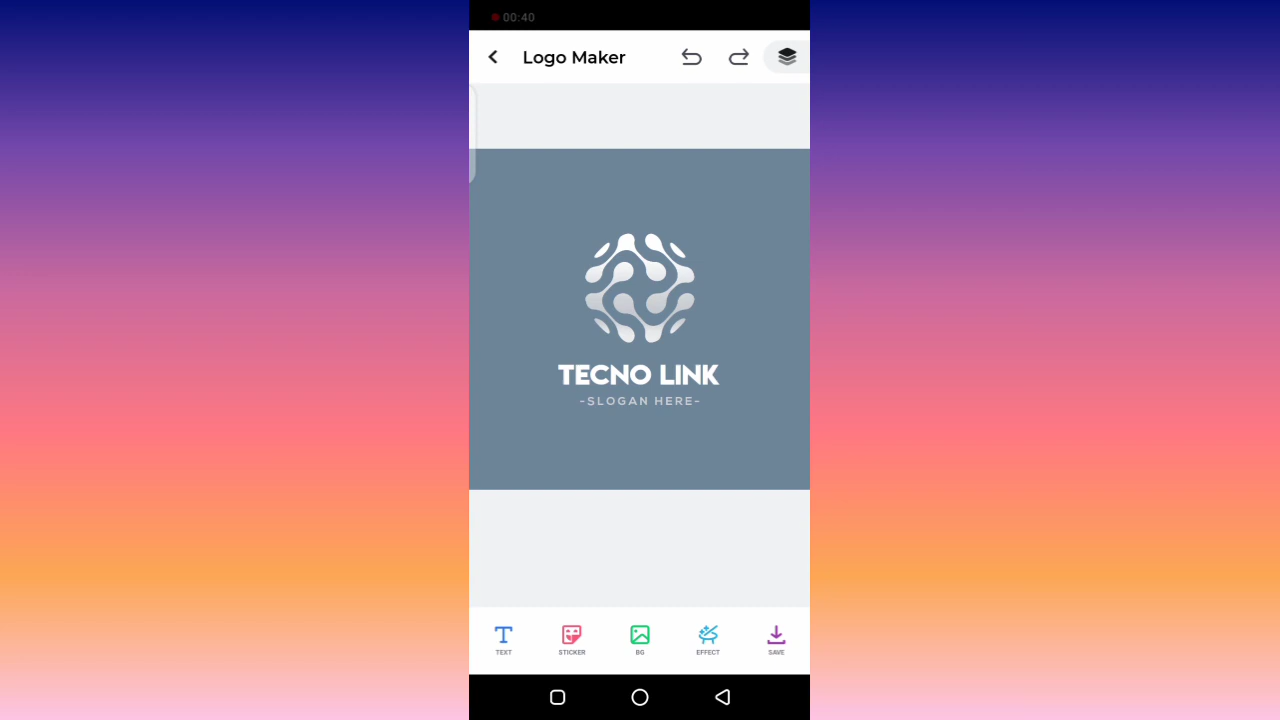 00:40
Logo Maker
TECNO LINK
-SLOGAN HERE-
TEXT STICKER BG EFFECT SAVE